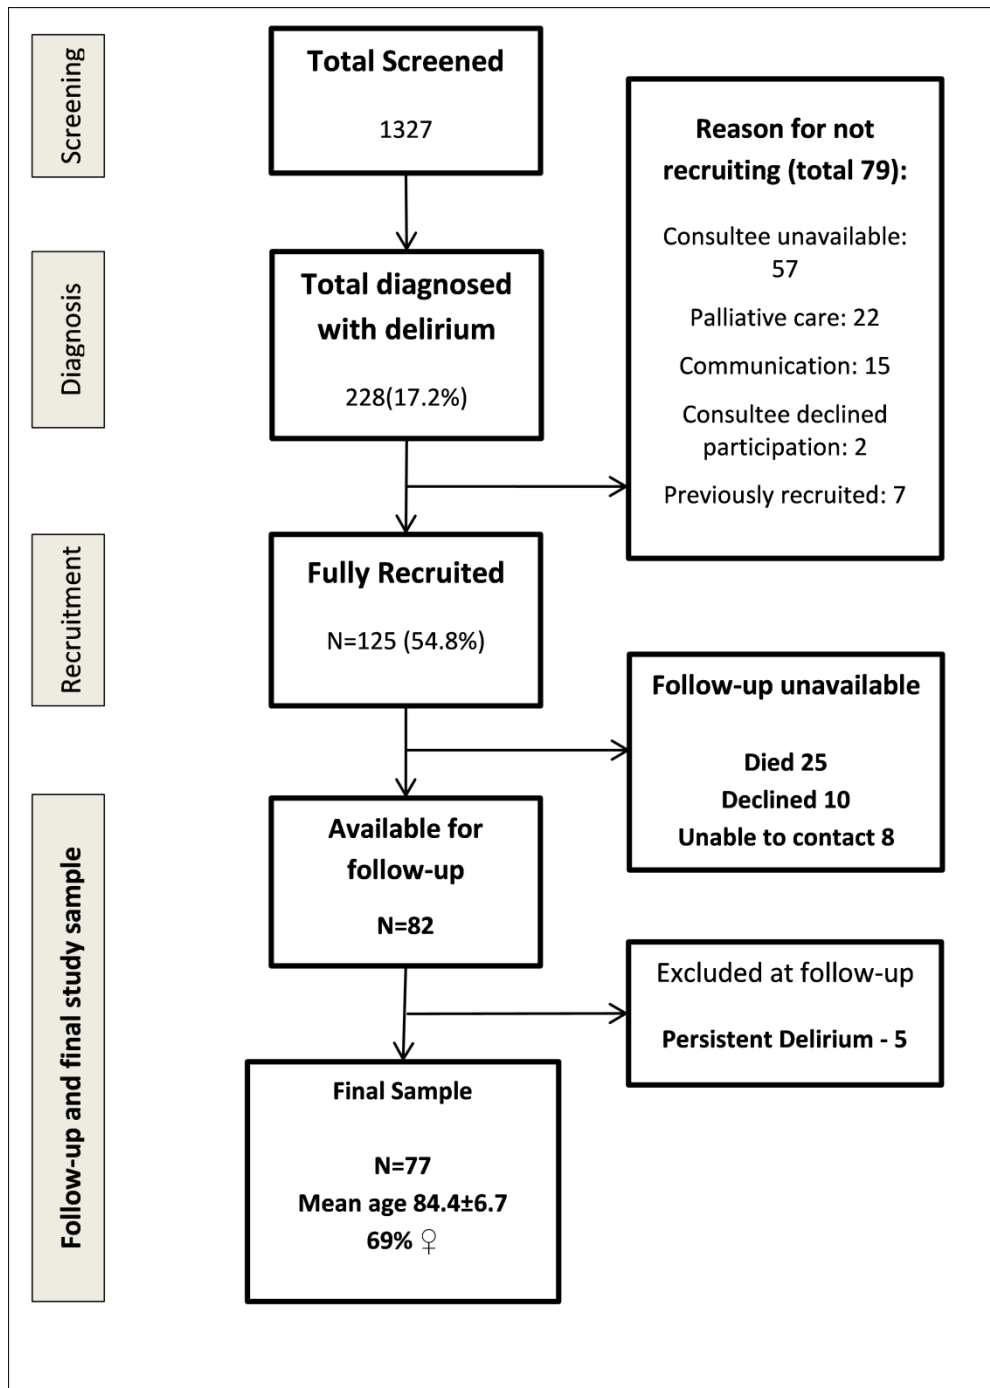 Screening
Total Screened
1327
Reason for not
recruiting (total 79):
Consultee unavailable:
57
Palliative care: 22
Communication: 15
Consultee declined
participation: 2
Previously recruited: 7
Diagnosis
Total diagnosed
with delirium
228(17.2%)
Recruitment
Fully Recruited
N=125 (54.8%)
Follow-up unavailable
Died 25
Declined 10
Unable to contact 8
Follow-up and final study sample
Available for
follow-up
N=82
Excluded at follow-up
Persistent Delirium - 5
Final Sample
N=77
Mean age 84.4±6.7
69% ♀